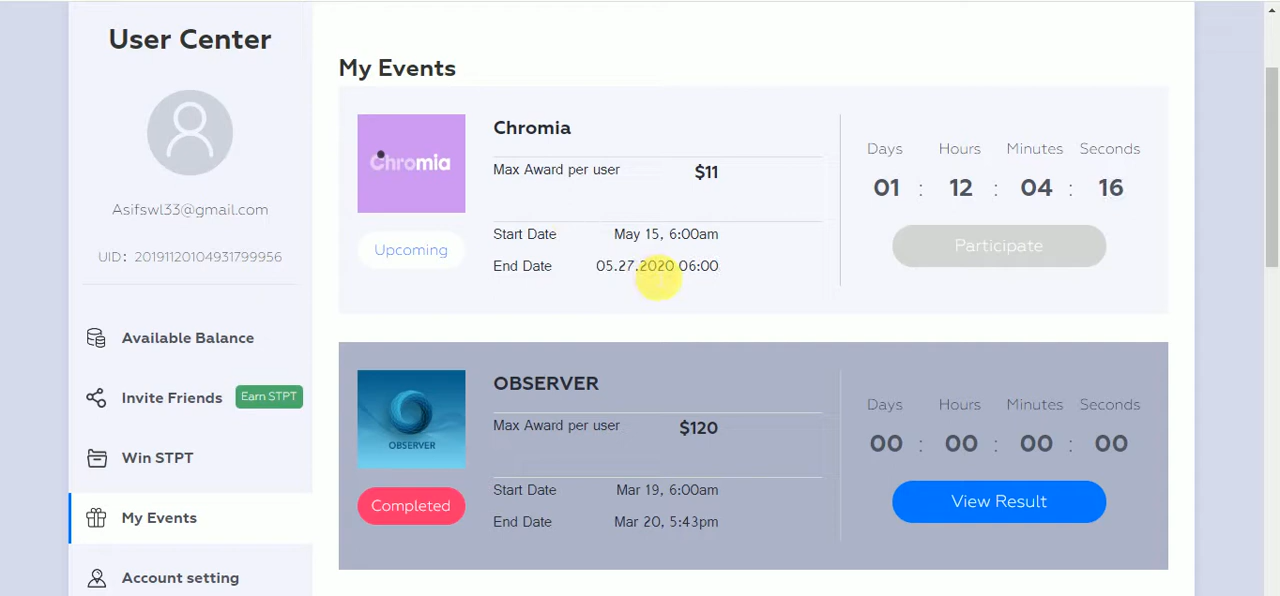 User Center
Asifswl33@gmail.com
UID: 20191120104931799956
Available Balance
Invite Friends Earn STPT
Win STPT
My Events
Account setting
My Events
Chromia
Upcoming
Chromia
Max Award per user $11
Start Date May 15, 6:00am
End Date 05.27.2020 06:00
Days Hours Minutes Seconds
01 : 12 : 04 : 16
Participate
OBSERVER
Completed
OBSERVER
Max Award per user $120
Start Date Mar 19, 6:00am
End Date Mar 20, 5:43pm
Days Hours Minutes Seconds
00 : 00 : 00 : 00
View Result